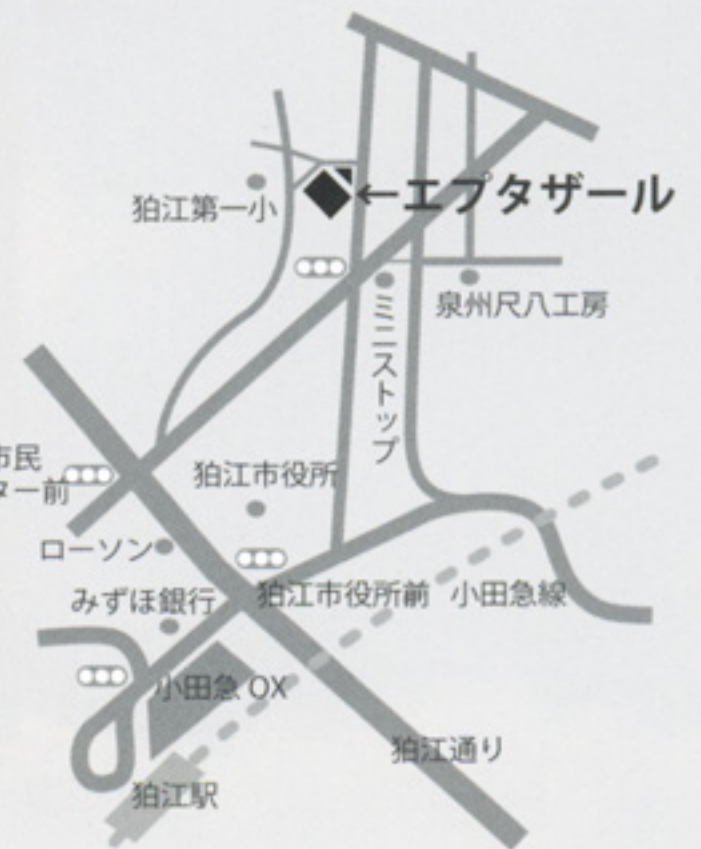 狛江第一小
←エプタザール
泉州尺八工房
ミニストップ
市民
ター前
狛江市役所
ローソン
みずほ銀行
狛江市役所前
小田急線
小田急 OX
狛江通り
狛江駅